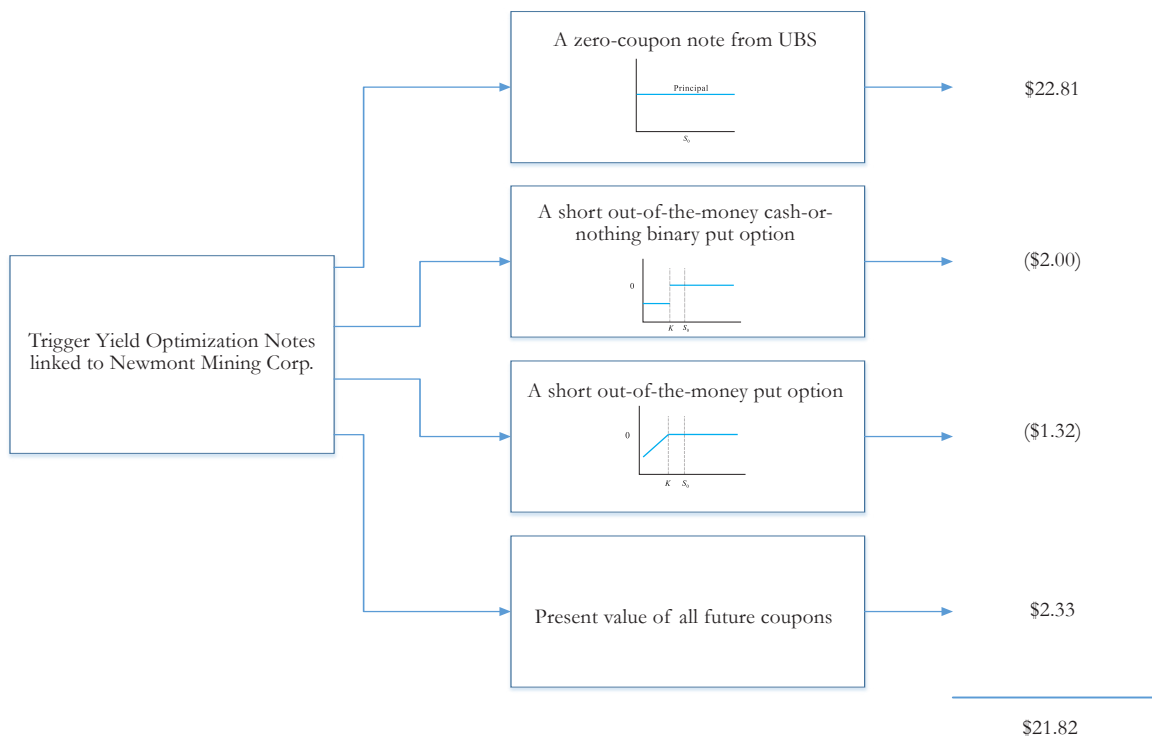 A zero-coupon note from UBS
Principal
S₀
$22.81
A short out-of-the-money cash-or-
nothing binary put option
0
K
S₀
($2.00)
Trigger Yield Optimization Notes
linked to Newmont Mining Corp.
A short out-of-the-money put option
0
K
S₀
($1.32)
Present value of all future coupons
$2.33
$21.82